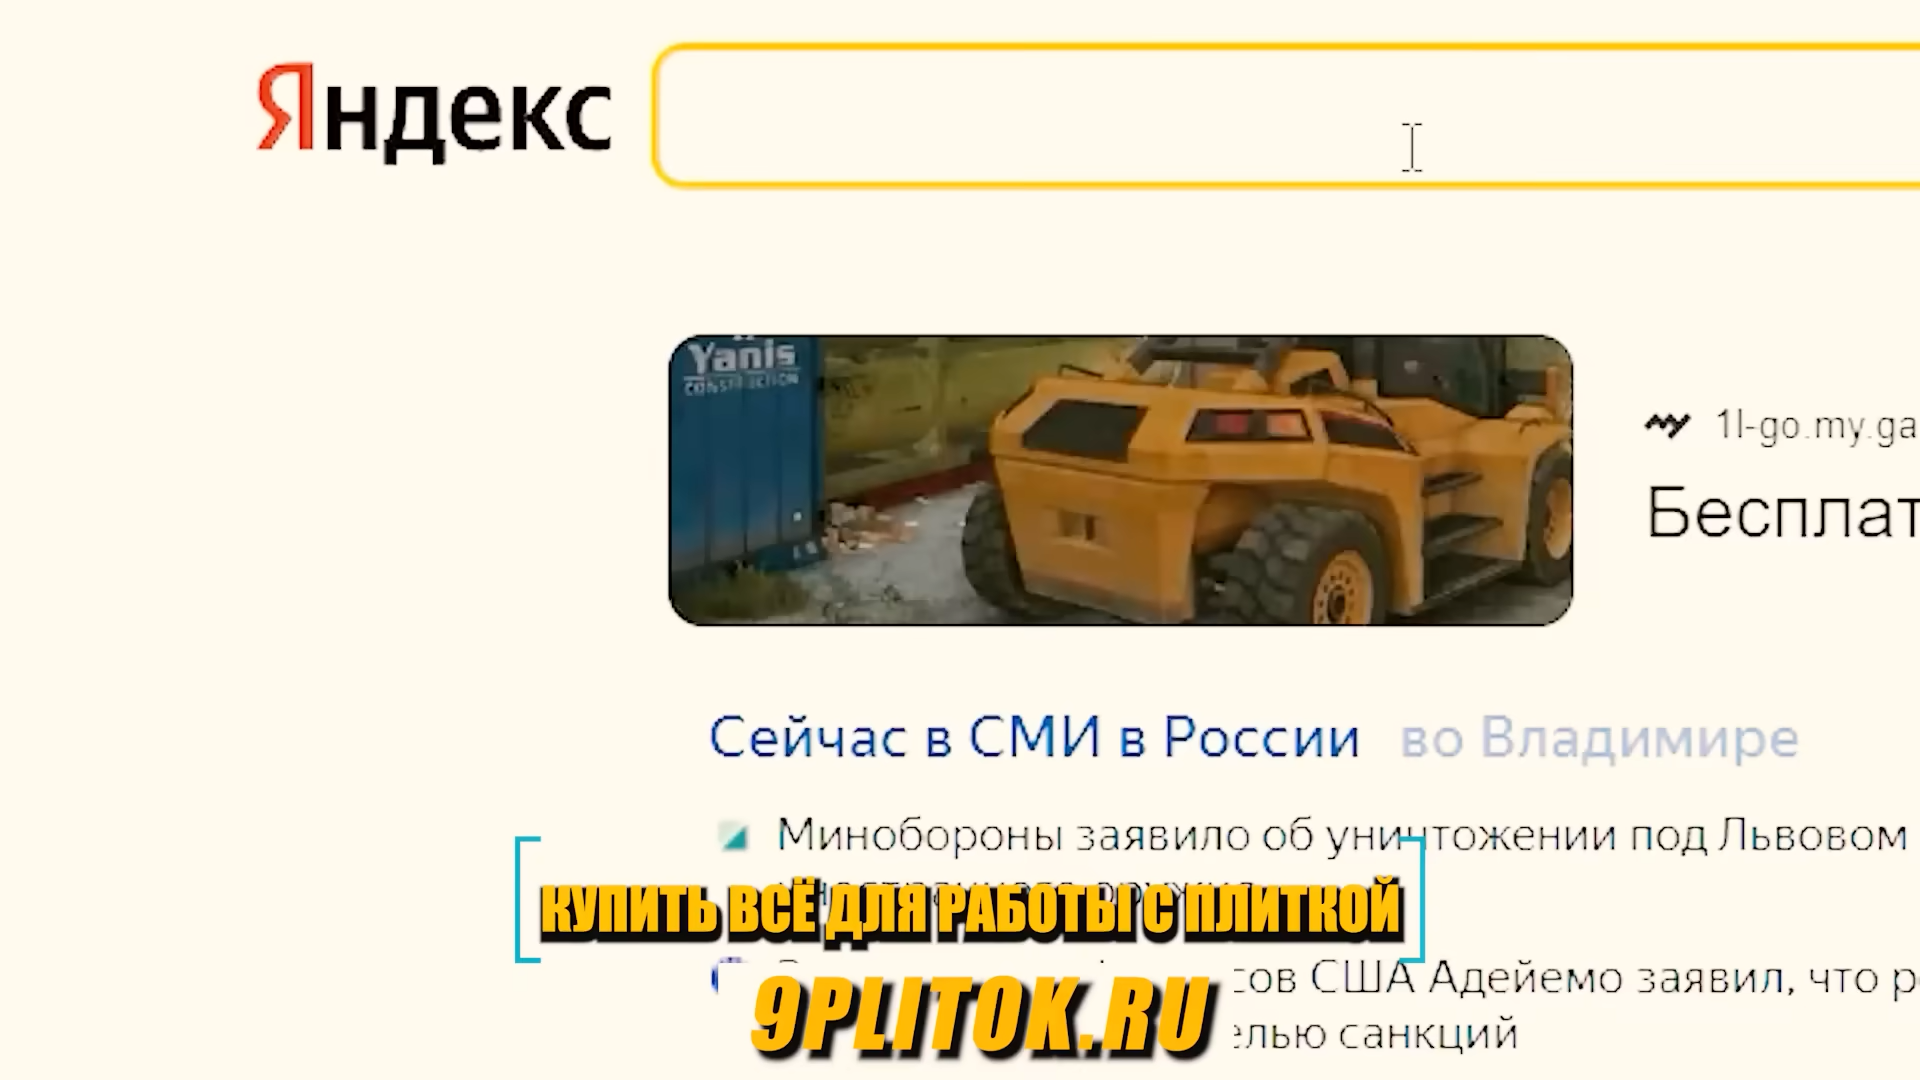 Яндекс
Yanis
CONSTRUCTION
1l-go.my.ga
Бесплат
Сейчас в СМИ в России во Владимире
Минобороны заявило об уничтожении под Львовом
КУПИТЬ ВСЁ ДЛЯ РАБОТЫ С ПЛИТКОЙ
сов США Адейемо заявил, что р
9PLITOK.RU
елью санкций